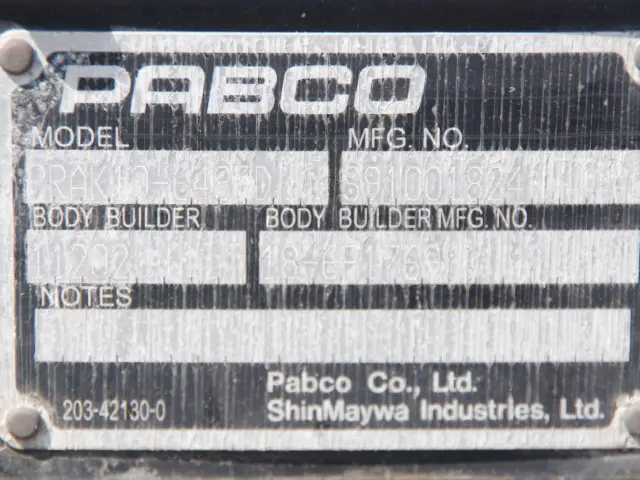 PABCO
MODEL MFG. NO.
BODY BUILDER BODY BUILDER MFG. NO.
11202
NOTES
203-42130-0
Pabco Co., Ltd.
ShinMaywa Industries, Ltd.